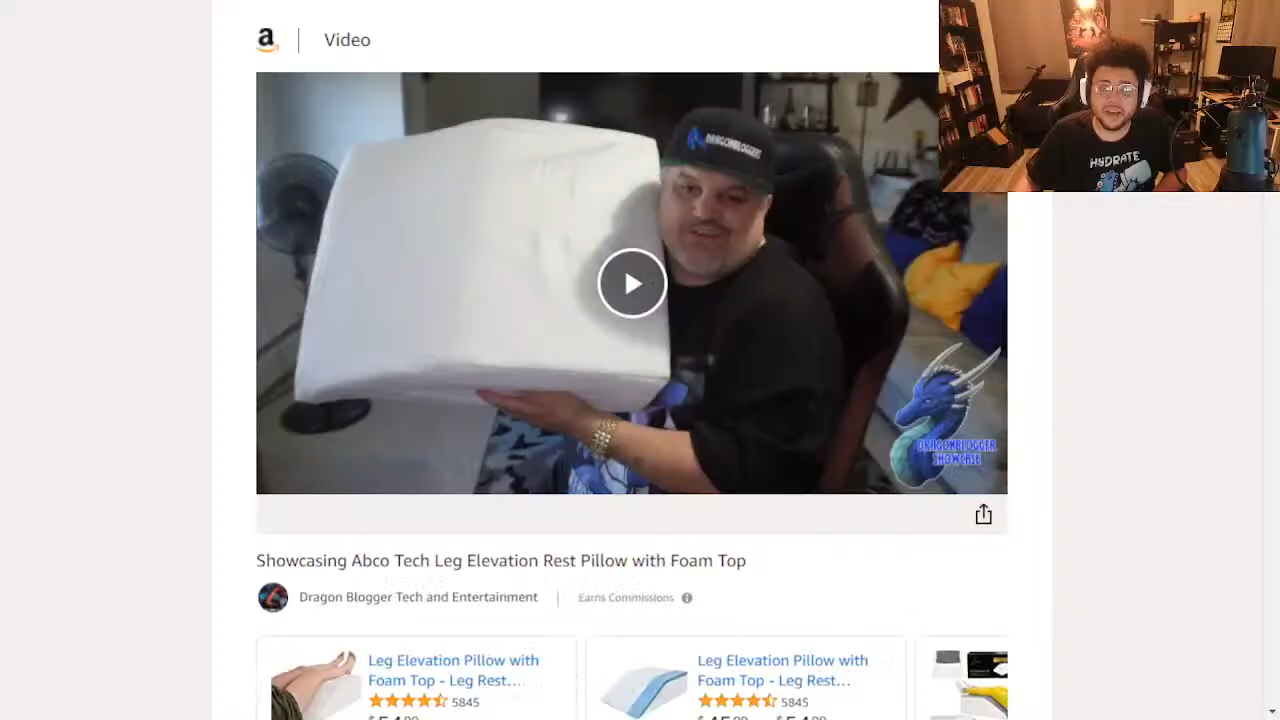 a
Video
HYDRATE
DRAGONBLOGGERS
DRAGONBLOGGER
SHOWCASE
Showcasing Abco Tech Leg Elevation Rest Pillow with Foam Top
Dragon Blogger Tech and Entertainment
Earns Commissions
Leg Elevation Pillow with
Foam Top - Leg Rest....
5845
Leg Elevation Pillow with
Foam Top - Leg Rest...
5845